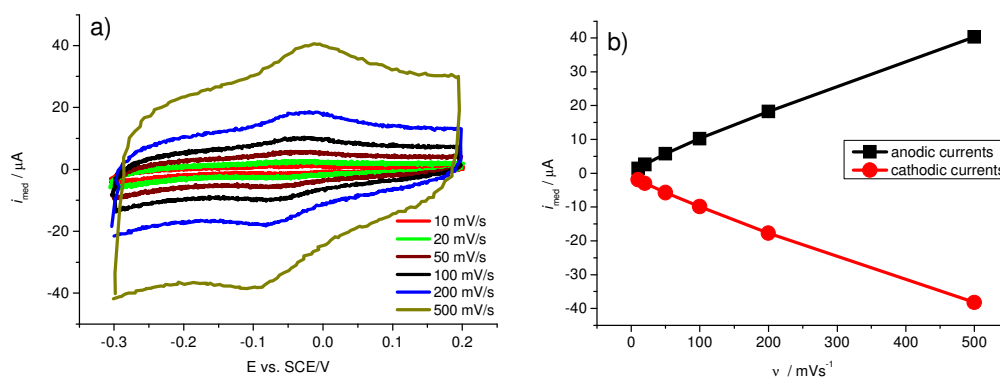 a)
i med / μA
40
20
0
-20
-40
-0.3 -0.2 -0.1 0.0 0.1 0.2
E vs. SCE/V
10 mV/s
20 mV/s
50 mV/s
100 mV/s
200 mV/s
500 mV/s
b)
i med / μA
40
30
20
10
0
-10
-20
-30
-40
0 100 200 300 400 500
ν / mVs⁻¹
anodic currents
cathodic currents